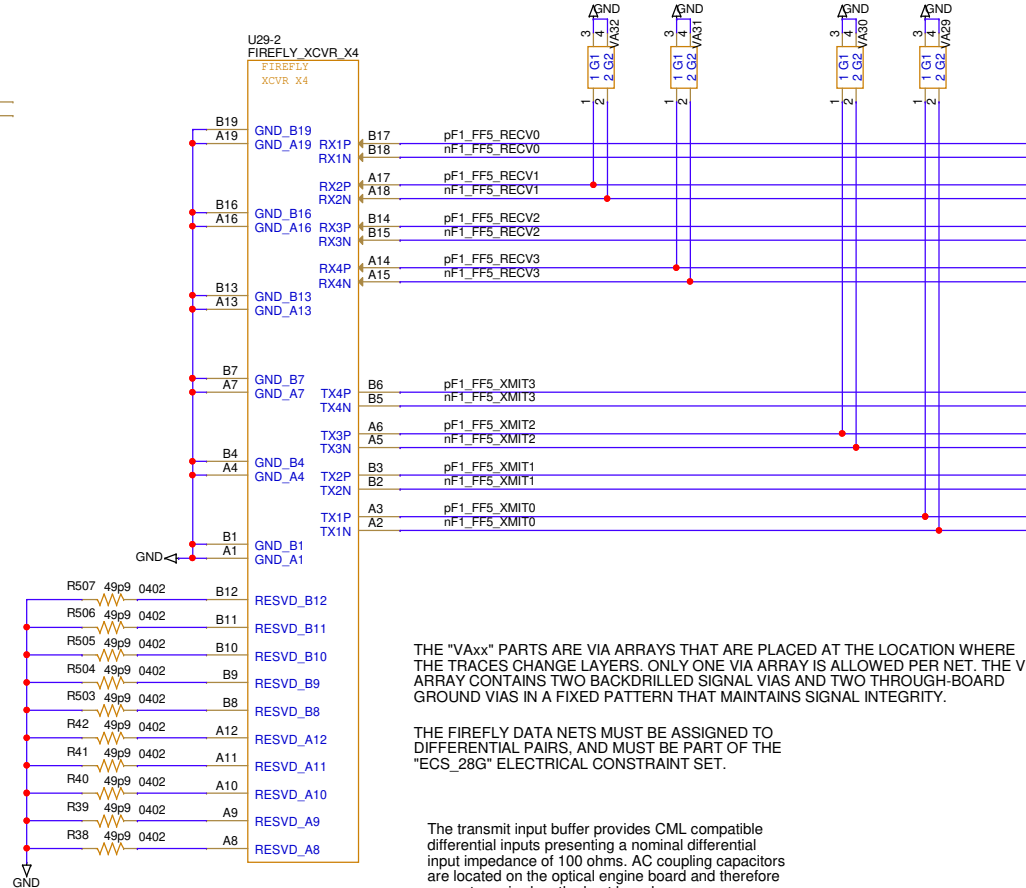 GND
GND
GND
GND
3 4 VA32
3 4 VA31
3 4 VA30
3 4 VA29
1 G1
2 G2
1 G1
2 G2
1 G1
2 G2
1 G1
2 G2
1 2
1 2
1 2
1 2
U29-2
FIREFLY_XCVR_X4
FIREFLY
XCVR X4
B19 GND_B19
A19 GND_A19
RX1P B17 pF1_FF5_RECV0
RX1N B18 nF1_FF5_RECV0
RX2P A17 pF1_FF5_RECV1
RX2N A18 nF1_FF5_RECV1
B16 GND_B16
A16 GND_A16
RX3P B14 pF1_FF5_RECV2
RX3N B15 nF1_FF5_RECV2
RX4P A14 pF1_FF5_RECV3
RX4N A15 nF1_FF5_RECV3
B13 GND_B13
A13 GND_A13
B7 GND_B7
A7 GND_A7
TX4P B6 pF1_FF5_XMIT3
TX4N B5 nF1_FF5_XMIT3
TX3P A6 pF1_FF5_XMIT2
TX3N A5 nF1_FF5_XMIT2
B4 GND_B4
A4 GND_A4
TX2P B3 pF1_FF5_XMIT1
TX2N B2 nF1_FF5_XMIT1
TX1P A3 pF1_FF5_XMIT0
TX1N A2 nF1_FF5_XMIT0
B1 GND_B1
GND A1 GND_A1
R507 49p9 0402 B12 RESVD_B12
R506 49p9 0402 B11 RESVD_B11
R505 49p9 0402 B10 RESVD_B10
R504 49p9 0402 B9 RESVD_B9
R503 49p9 0402 B8 RESVD_B8
R42 49p9 0402 A12 RESVD_A12
R41 49p9 0402 A11 RESVD_A11
R40 49p9 0402 A10 RESVD_A10
R39 49p9 0402 A9 RESVD_A9
R38 49p9 0402 A8 RESVD_A8
GND
THE "VAxx" PARTS ARE VIA ARRAYS THAT ARE PLACED AT THE LOCATION WHERE
THE TRACES CHANGE LAYERS. ONLY ONE VIA ARRAY IS ALLOWED PER NET. THE V
ARRAY CONTAINS TWO BACKDRILLED SIGNAL VIAS AND TWO THROUGH-BOARD
GROUND VIAS IN A FIXED PATTERN THAT MAINTAINS SIGNAL INTEGRITY.
THE FIREFLY DATA NETS MUST BE ASSIGNED TO
DIFFERENTIAL PAIRS, AND MUST BE PART OF THE
"ECS_28G" ELECTRICAL CONSTRAINT SET.
The transmit input buffer provides CML compatible
differential inputs presenting a nominal differential
input impedance of 100 ohms. AC coupling capacitors
are located on the optical engine board and therefore